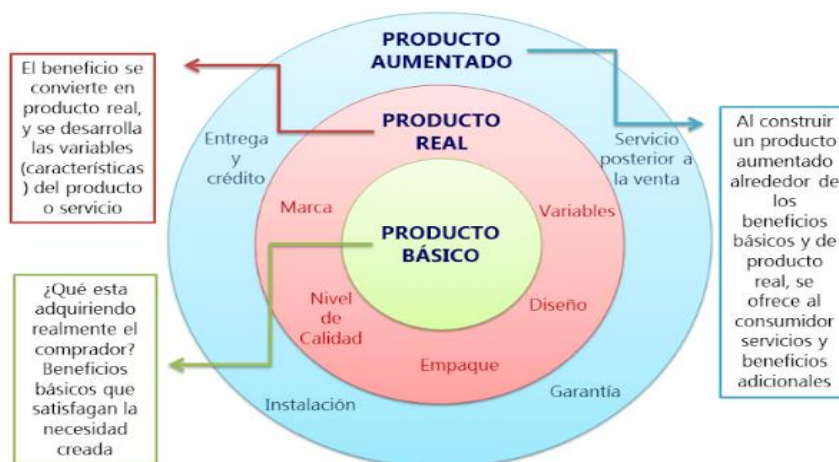 PRODUCTO
AUMENTADO
El beneficio se
convierte en
producto real,
y se desarrolla
las variables
(características
) del producto
o servicio
PRODUCTO
REAL
Entrega
y
crédito
Servicio
posterior a
la venta
Al construir
un producto
aumentado
alrededor de
los
beneficios
básicos y de
producto
real, se
ofrece al
consumidor
servicios y
beneficios
adicionales
Marca
Variables
PRODUCTO
BÁSICO
¿Qué esta
adquiriendo
realmente el
comprador?
Beneficios
básicos que
satisfagan la
necesidad
creada
Nivel
de
Calidad
Diseño
Empaque
Instalación
Garantía